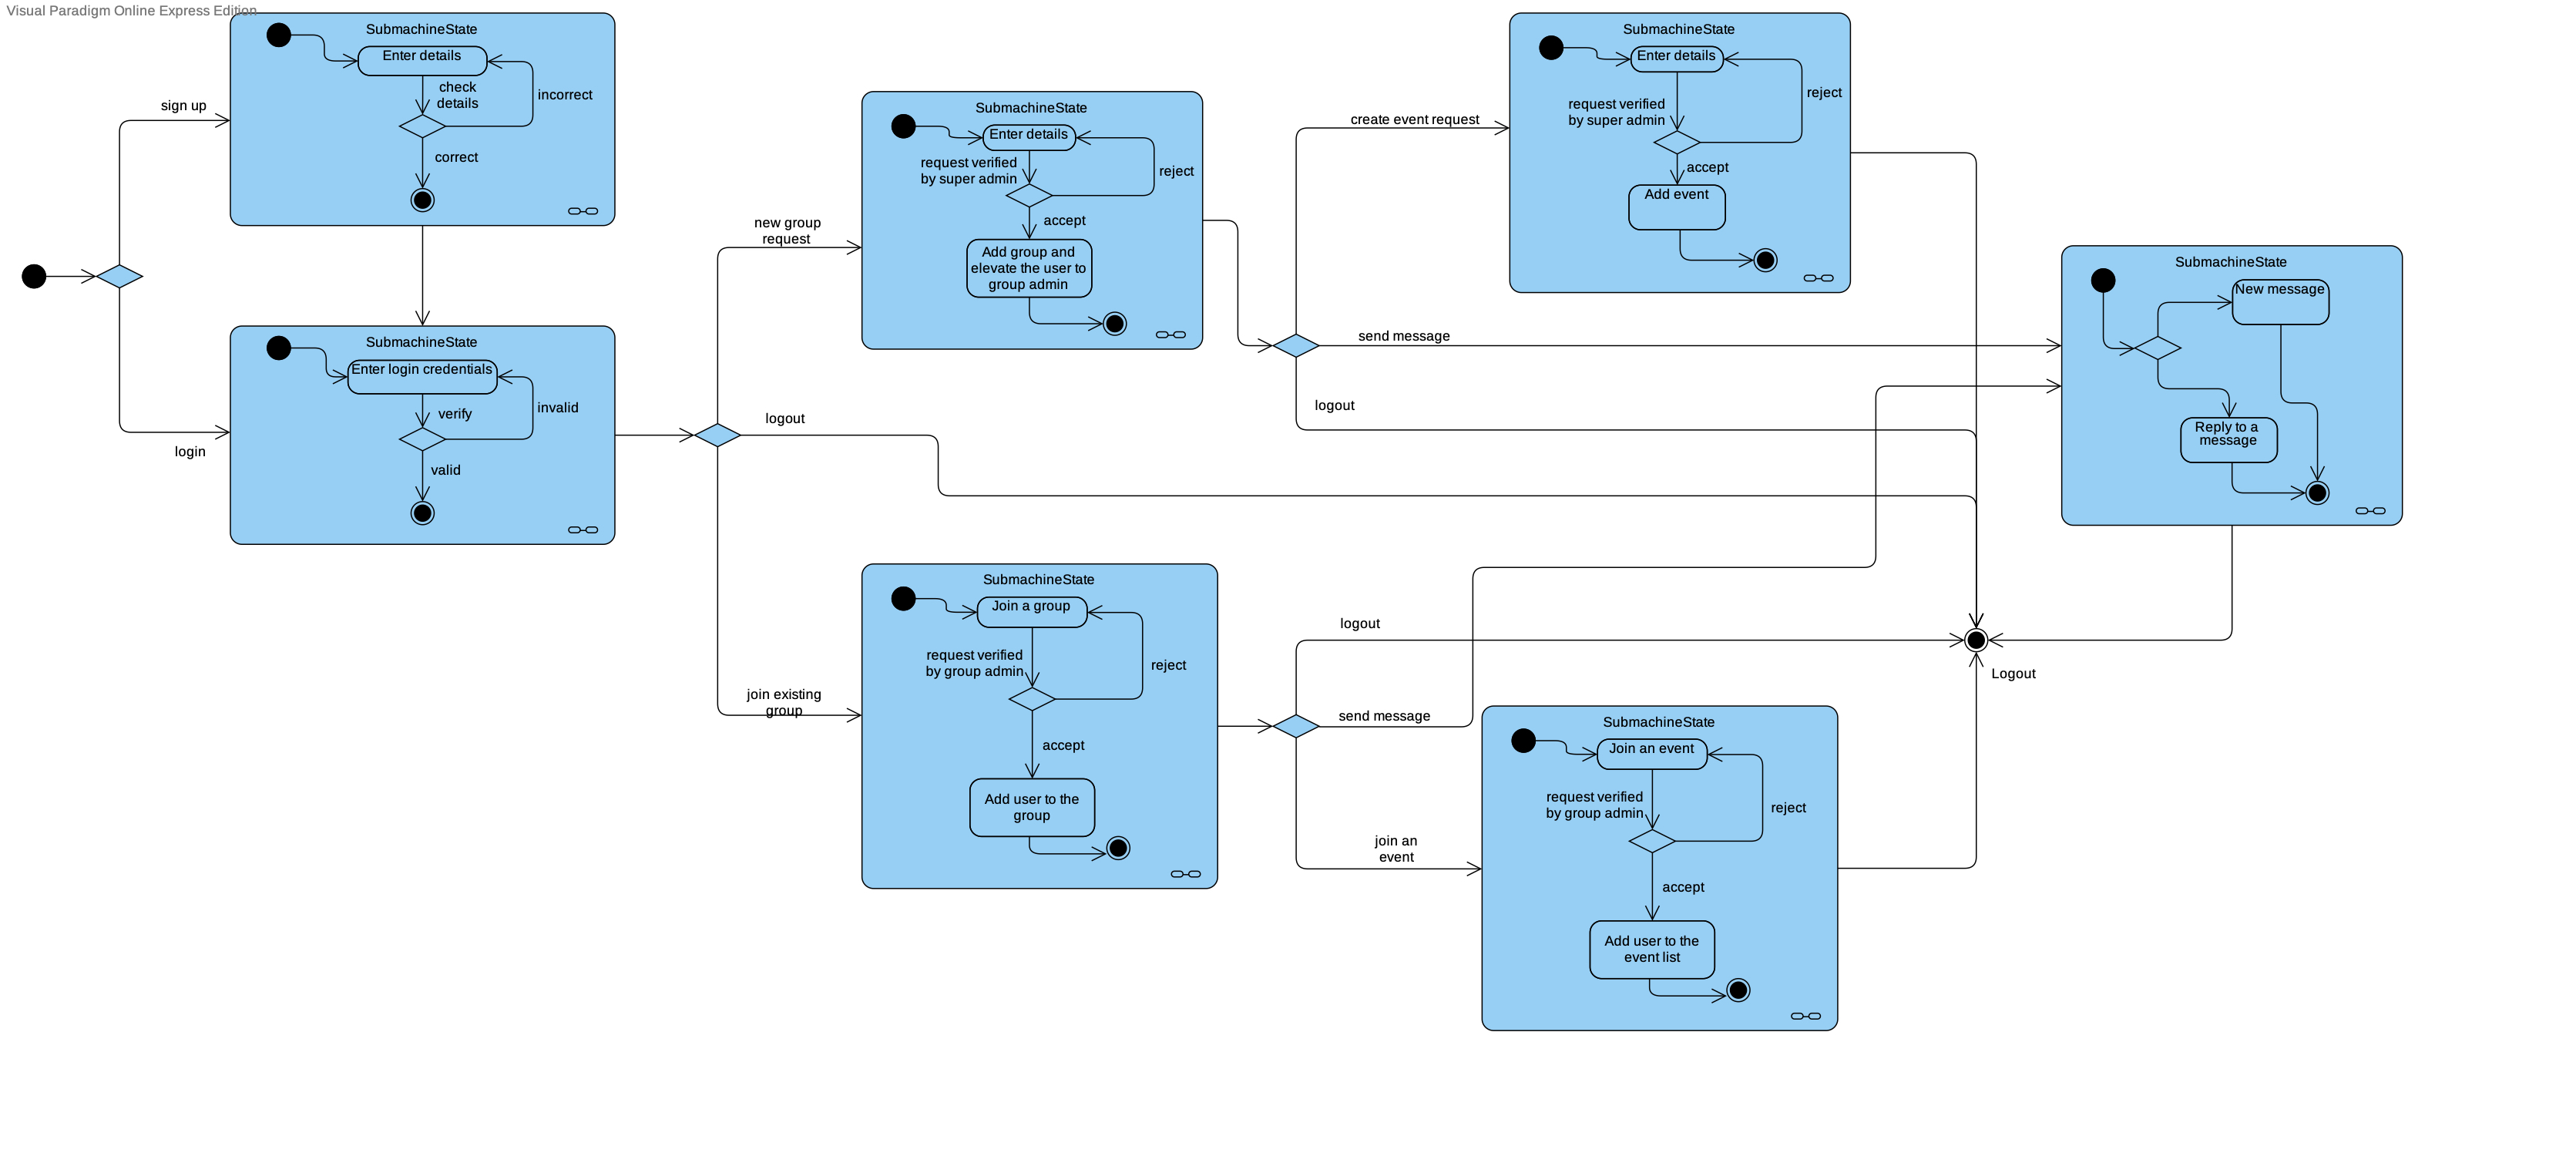 Visual Paradigm Online Express Edition
SubmachineState
Enter details
check
details
incorrect
correct
sign up
login
SubmachineState
Enter login credentials
verify
invalid
valid
new group
request
logout
join existing
group
SubmachineState
Enter details
request verified
by super admin
reject
accept
Add group and
elevate the user to
group admin
SubmachineState
Join a group
request verified
by group admin
reject
accept
Add user to the
group
create event request
send message
logout
SubmachineState
Enter details
request verified
by super admin
reject
accept
Add event
logout
send message
join an
event
SubmachineState
Join an event
request verified
by group admin
reject
accept
Add user to the
event list
SubmachineState
New message
Reply to a
message
Logout